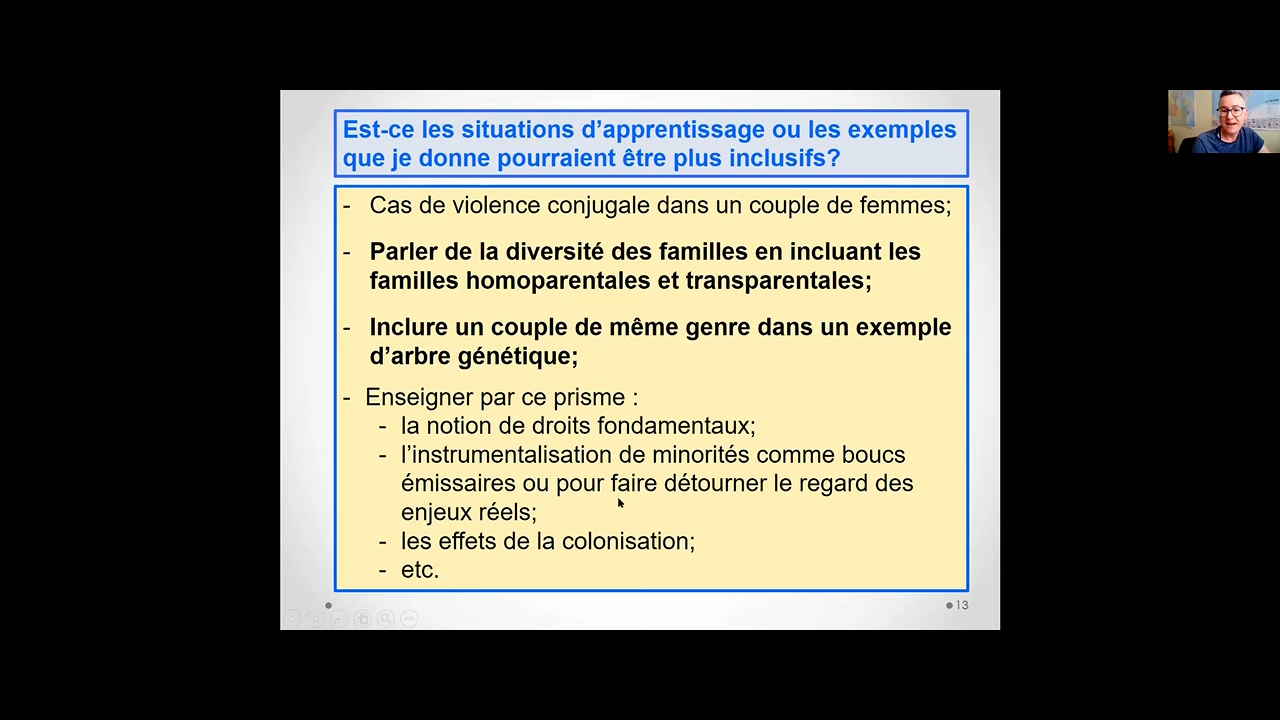 Est-ce les situations d’apprentissage ou les exemples
que je donne pourraient être plus inclusifs?
- Cas de violence conjugale dans un couple de femmes;
- Parler de la diversité des familles en incluant les
familles homoparentales et transparentales;
- Inclure un couple de même genre dans un exemple
d’arbre génétique;
- Enseigner par ce prisme :
- la notion de droits fondamentaux;
- l’instrumentalisation de minorités comme boucs
émissaires ou pour faire détourner le regard des
enjeux réels;
- les effets de la colonisation;
- etc.
13